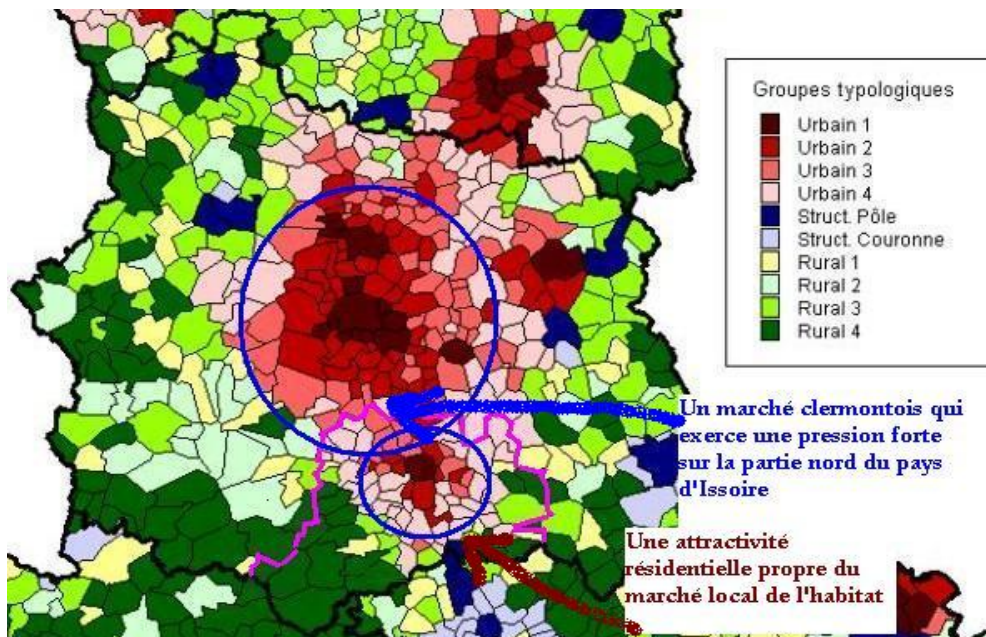 Groupes typologiques
Urbain 1
Urbain 2
Urbain 3
Urbain 4
Struct. Pôle
Struct. Couronne
Rural 1
Rural 2
Rural 3
Rural 4
Un marché clermontois qui
exerce une pression forte
sur la partie nord du pays
d'Issoire
Une attractivité
résidentielle propre du
marché local de l'habitat